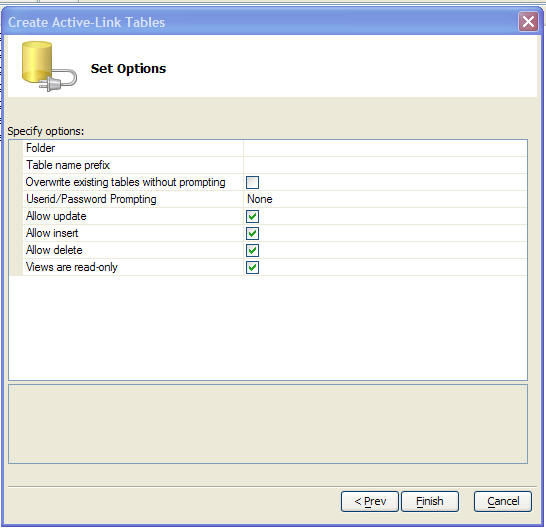 Create Active-Link Tables
Set Options
Specify options:
Folder
Table name prefix
Overwrite existing tables without prompting
Userid/Password Prompting None
Allow update
Allow insert
Allow delete
Views are read-only
< Prev Finish Cancel